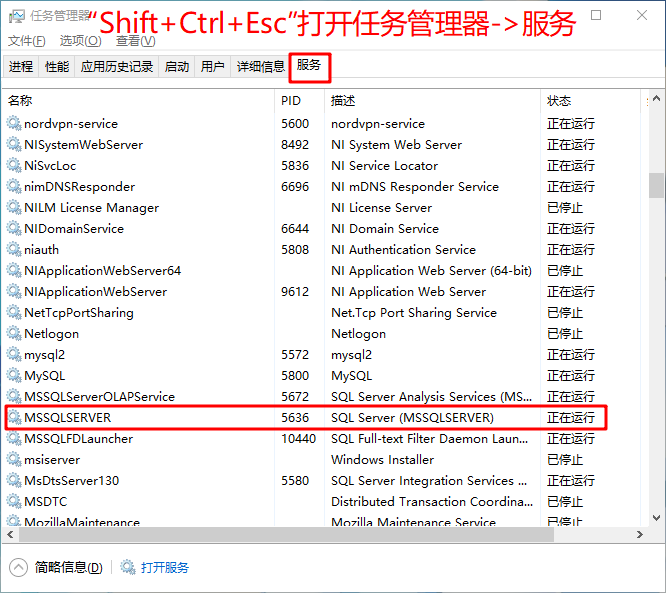 任务管理器
“Shift+Ctrl+Esc”打开任务管理器->服务
文件(F) 选项(O) 查看(V)
进程 性能 应用历史记录 启动 用户 详细信息 服务
名称 PID 描述 状态
nordvpn-service 5600 nordvpn-service 正在运行
NISystemWebServer 8492 NI System Web Server 正在运行
NiSvcLoc 5836 NI Service Locator 正在运行
nimDNSResponder 6696 NI mDNS Responder Service 正在运行
NILM License Manager NI License Server 已停止
NIDomainService 6644 NI Domain Service 正在运行
niauth 5808 NI Authentication Service 正在运行
NIApplicationWebServer64 NI Application Web Server (64-bit) 已停止
NIApplicationWebServer 9612 NI Application Web Server 正在运行
NetTcpPortSharing Net.Tcp Port Sharing Service 已停止
Netlogon Netlogon 已停止
mysql2 5572 mysql2 正在运行
MySQL 5800 MySQL 正在运行
MSSQLServerOLAPService 5672 SQL Server Analysis Services (MS... 正在运行
MSSQLSERVER 5636 SQL Server (MSSQLSERVER) 正在运行
MSSQLFDLauncher 10440 SQL Full-text Filter Daemon Laun... 正在运行
msiserver Windows Installer 已停止
MsDtsServer130 5580 SQL Server Integration Services ... 正在运行
MSDTC Distributed Transaction Coordina... 已停止
MozillaMaintenance Mozilla Maintenance Service 已停止
简略信息(D) 打开服务